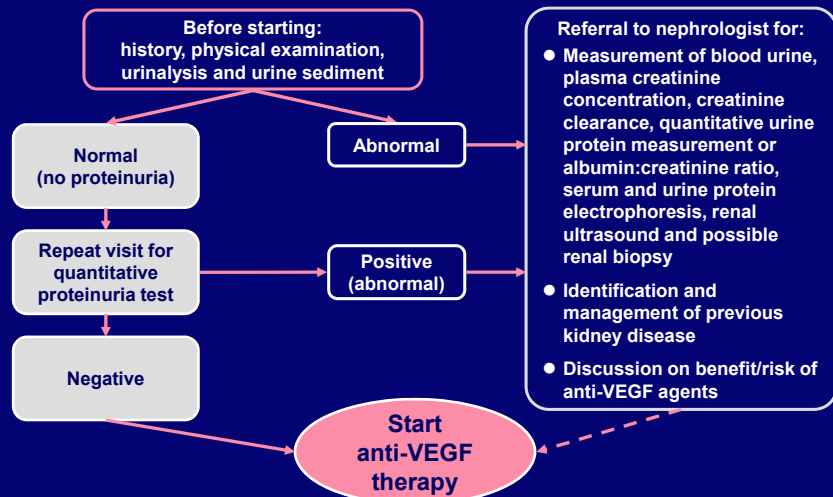 Before starting:
history, physical examination,
urinalysis and urine sediment
Normal
(no proteinuria)
Abnormal
Repeat visit for
quantitative
proteinuria test
Positive
(abnormal)
Negative
Start
anti-VEGF
therapy
Referral to nephrologist for:
● Measurement of blood urine,
plasma creatinine
concentration, creatinine
clearance, quantitative urine
protein measurement or
albumin:creatinine ratio,
serum and urine protein
electrophoresis, renal
ultrasound and possible
renal biopsy
● Identification and
management of previous
kidney disease
● Discussion on benefit/risk of
anti-VEGF agents